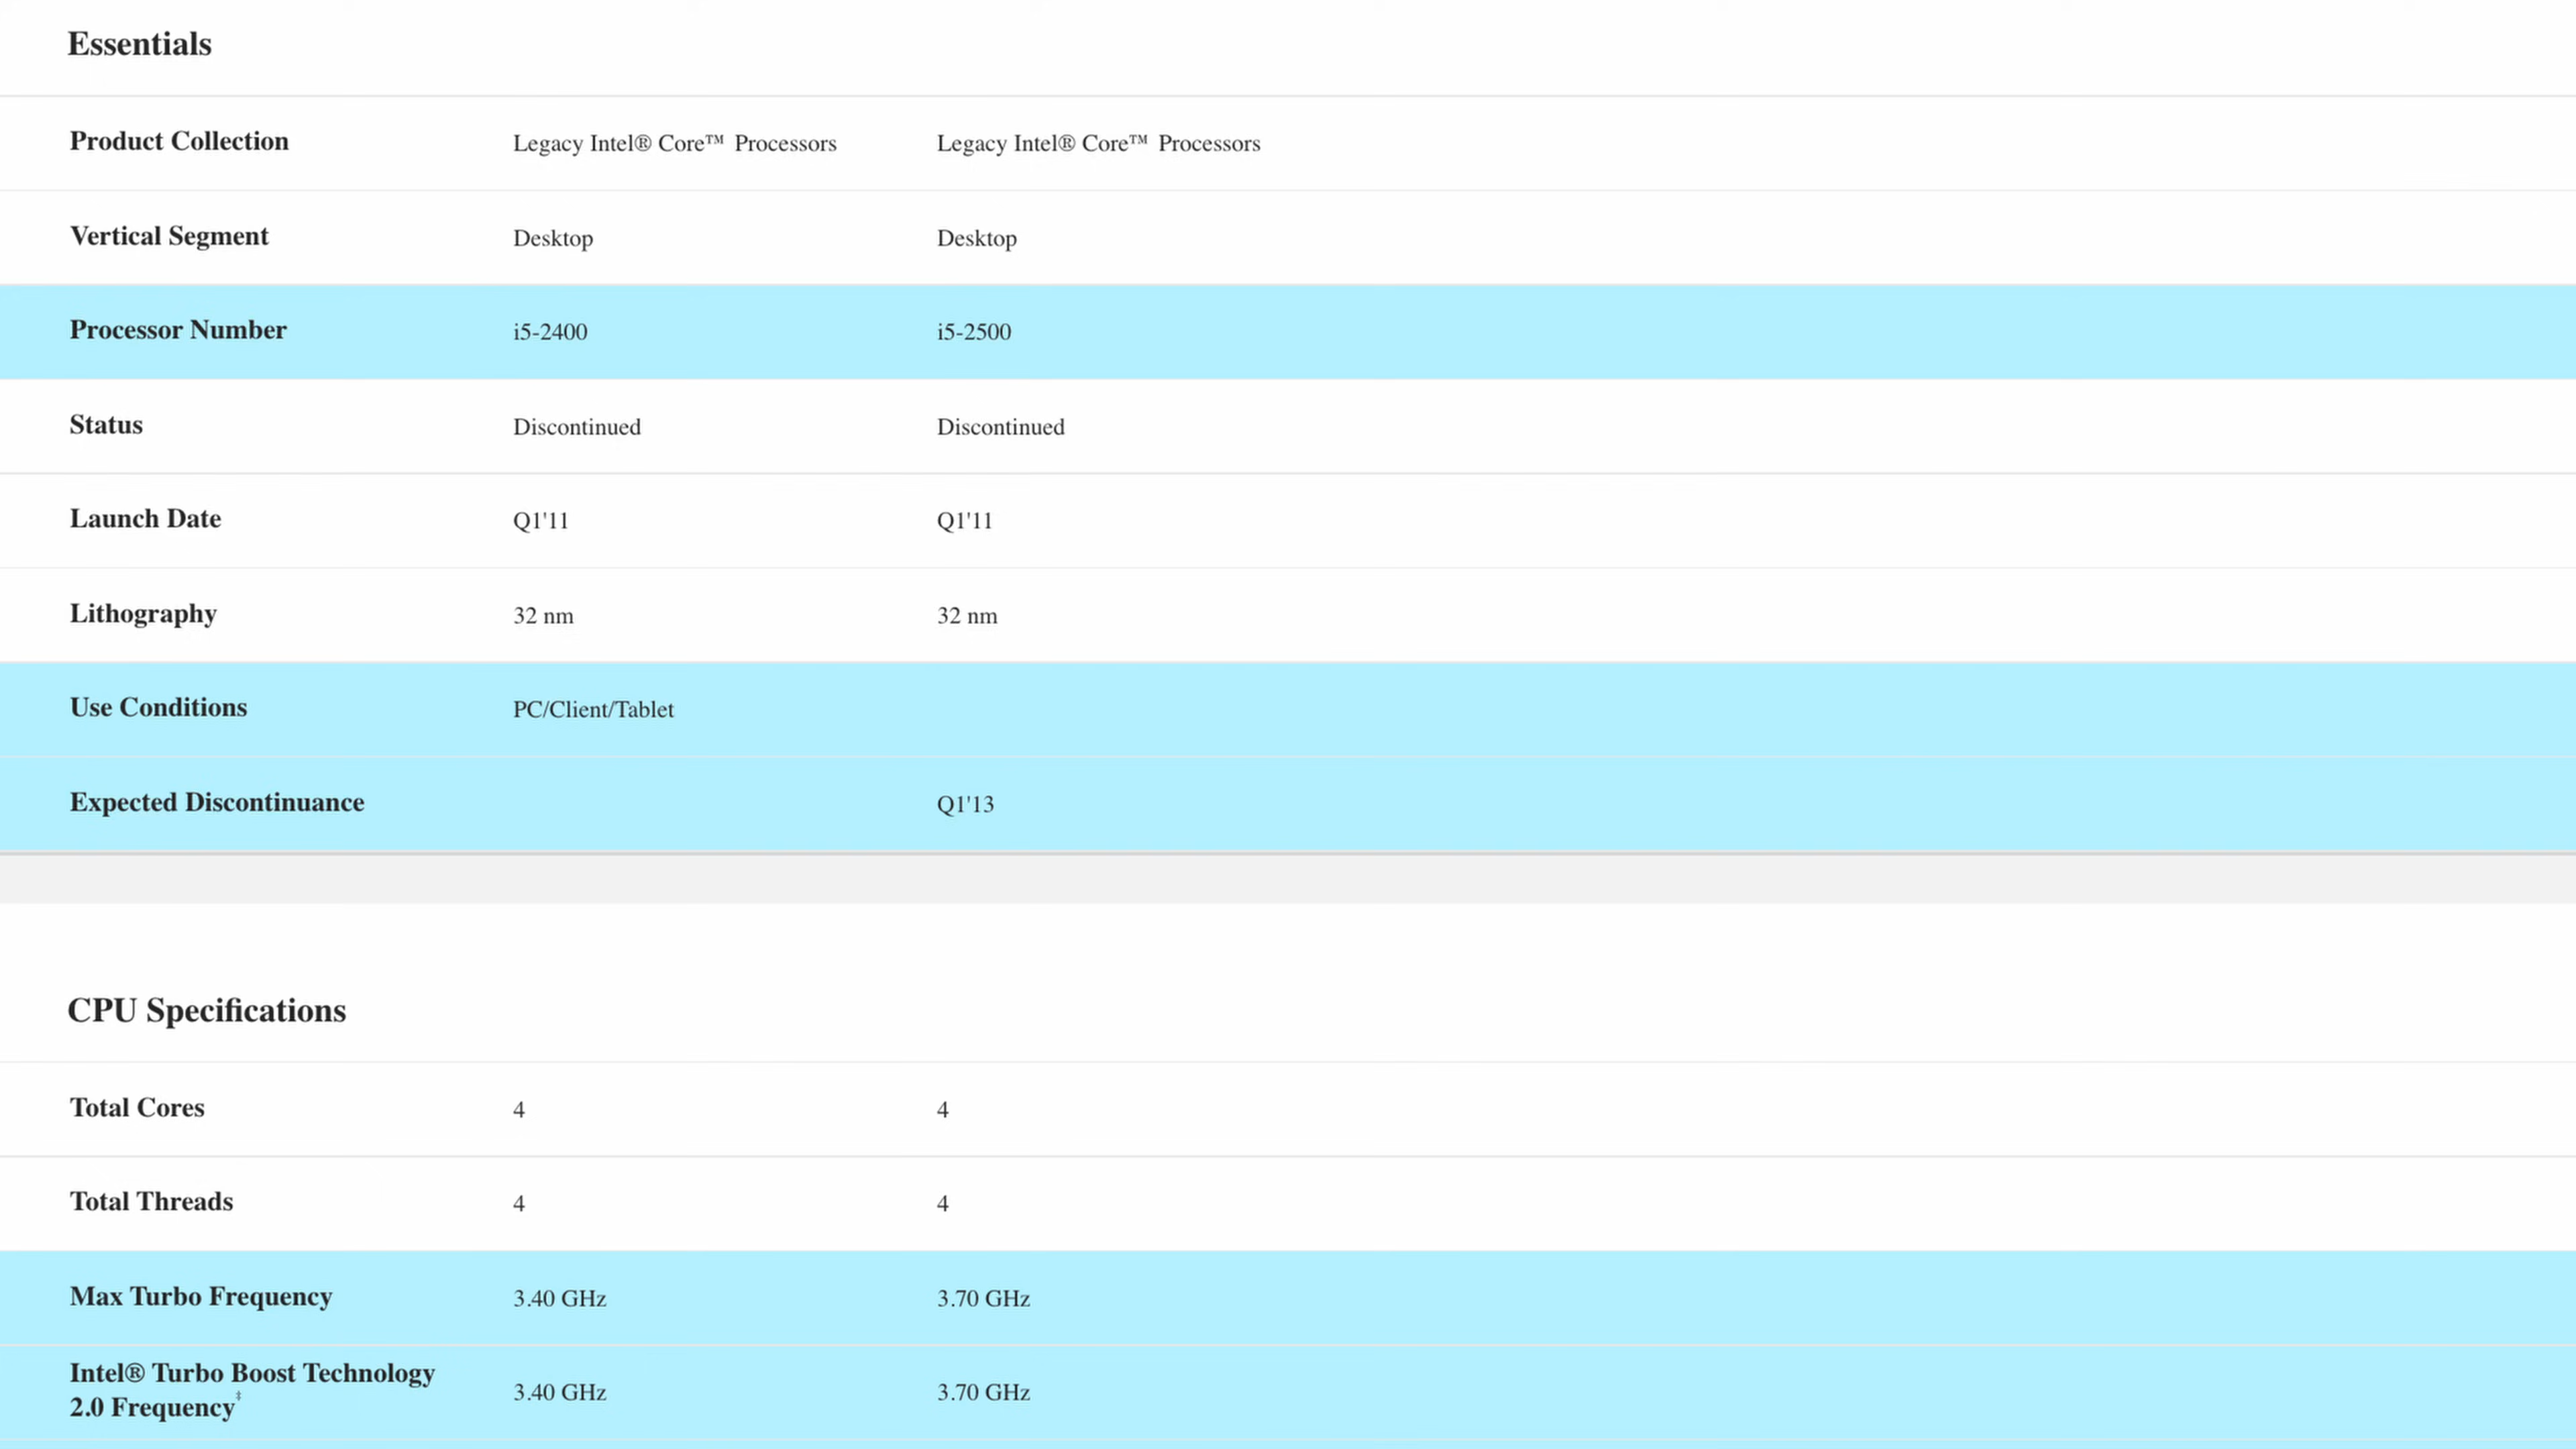 Essentials
Product Collection Legacy Intel® Core™ Processors Legacy Intel® Core™ Processors
Vertical Segment Desktop Desktop
Processor Number i5-2400 i5-2500
Status Discontinued Discontinued
Launch Date Q1'11 Q1'11
Lithography 32 nm 32 nm
Use Conditions PC/Client/Tablet
Expected Discontinuance Q1'13
CPU Specifications
Total Cores 4 4
Total Threads 4 4
Max Turbo Frequency 3.40 GHz 3.70 GHz
Intel® Turbo Boost Technology
2.0 Frequency‡ 3.40 GHz 3.70 GHz